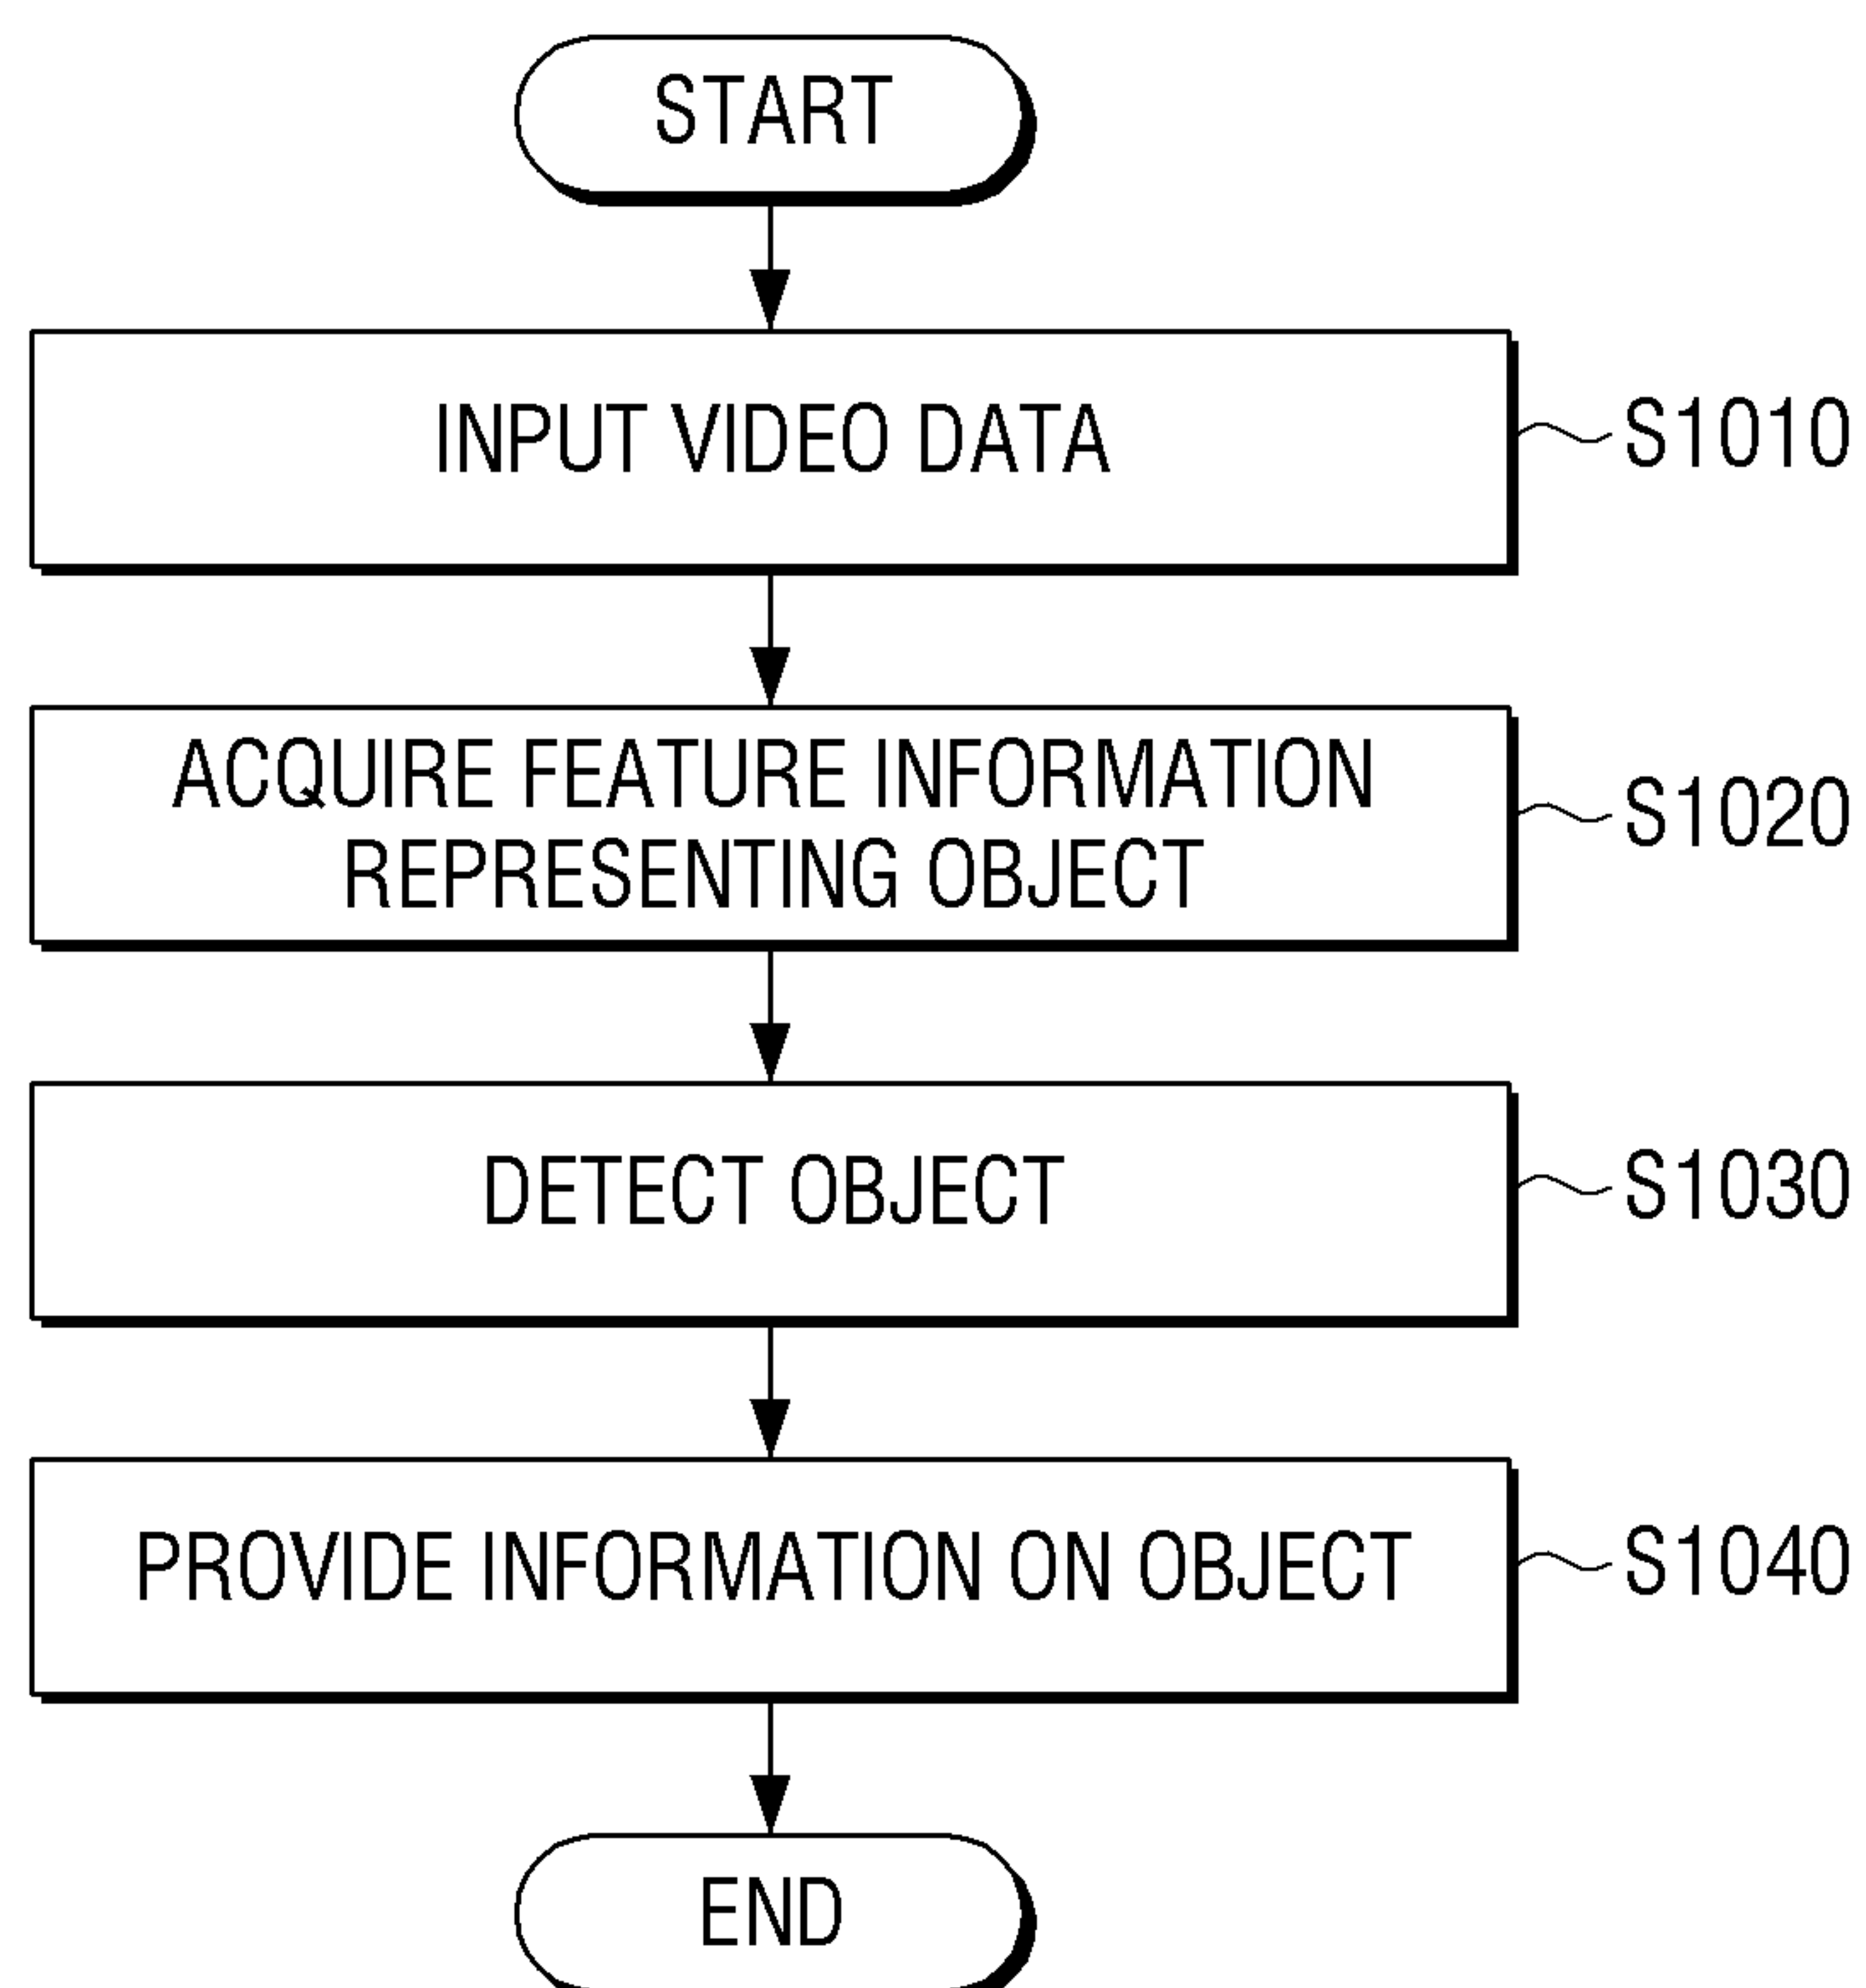 START
INPUT VIDEO DATA
S1010
ACQUIRE FEATURE INFORMATION
REPRESENTING OBJECT
S1020
DETECT OBJECT
S1030
PROVIDE INFORMATION ON OBJECT
S1040
END